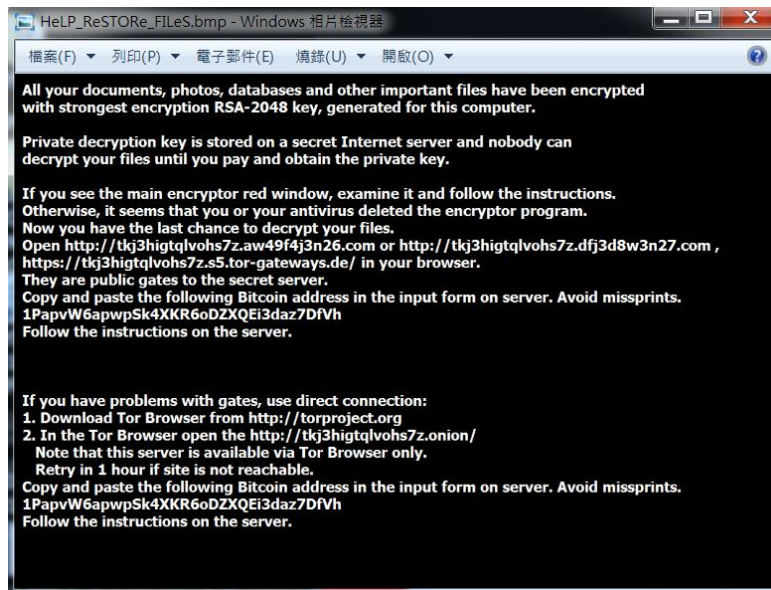 HeLP_ReSTORe_FILeS.bmp - Windows 相片檢視器
檔案(F) 列印(P) 電子郵件(E) 燒錄(U) 開啟(O)
All your documents, photos, databases and other important files have been encrypted
with strongest encryption RSA-2048 key, generated for this computer.
Private decryption key is stored on a secret Internet server and nobody can
decrypt your files until you pay and obtain the private key.
If you see the main encryptor red window, examine it and follow the instructions.
Otherwise, it seems that you or your antivirus deleted the encryptor program.
Now you have the last chance to decrypt your files.
Open http://tkj3higtqlvohs7z.aw49f4j3n26.com or http://tkj3higtqlvohs7z.dfj3d8w3n27.com ,
https://tkj3higtqlvohs7z.s5.tor-gateways.de/ in your browser.
They are public gates to the secret server.
Copy and paste the following Bitcoin address in the input form on server. Avoid missprints.
1PapvW6apwpSk4XKR6oDZXQEi3daz7DfVh
Follow the instructions on the server.
If you have problems with gates, use direct connection:
1. Download Tor Browser from http://torproject.org
2. In the Tor Browser open the http://tkj3higtqlvohs7z.onion/
Note that this server is available via Tor Browser only.
Retry in 1 hour if site is not reachable.
Copy and paste the following Bitcoin address in the input form on server. Avoid missprints.
1PapvW6apwpSk4XKR6oDZXQEi3daz7DfVh
Follow the instructions on the server.